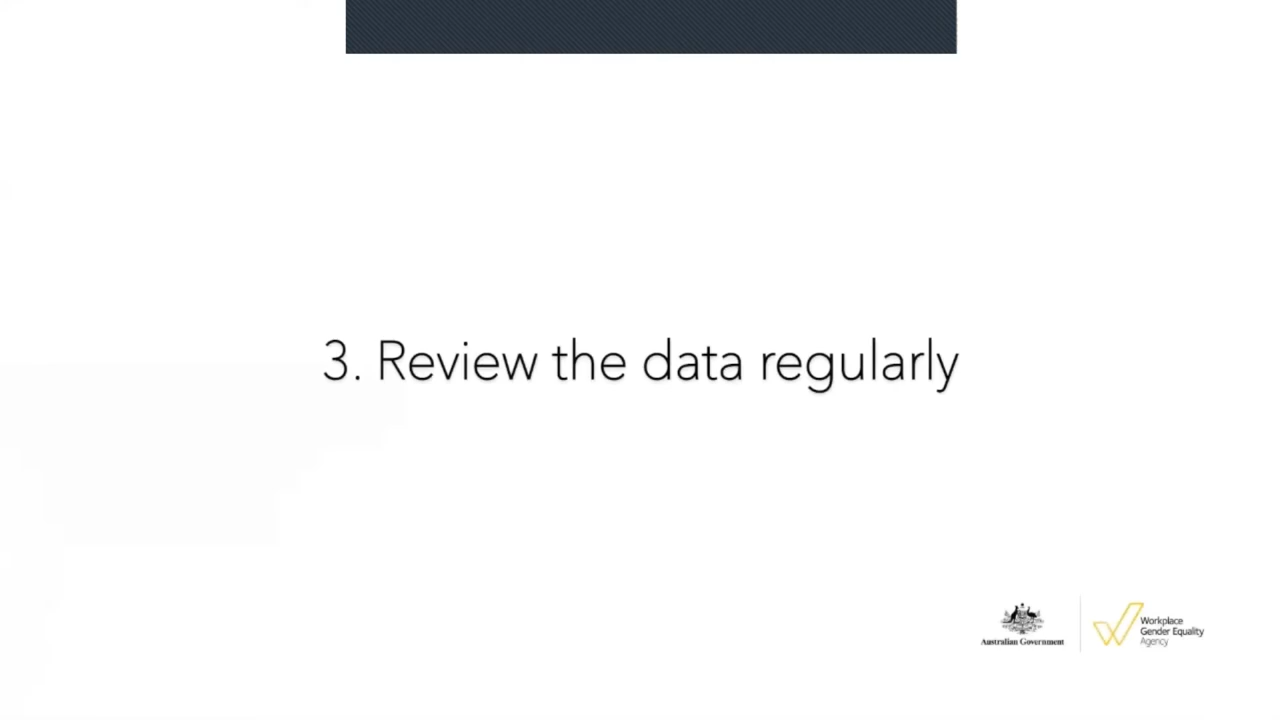 3. Review the data regularly
Australian Government
Workplace
Gender Equality
Agency